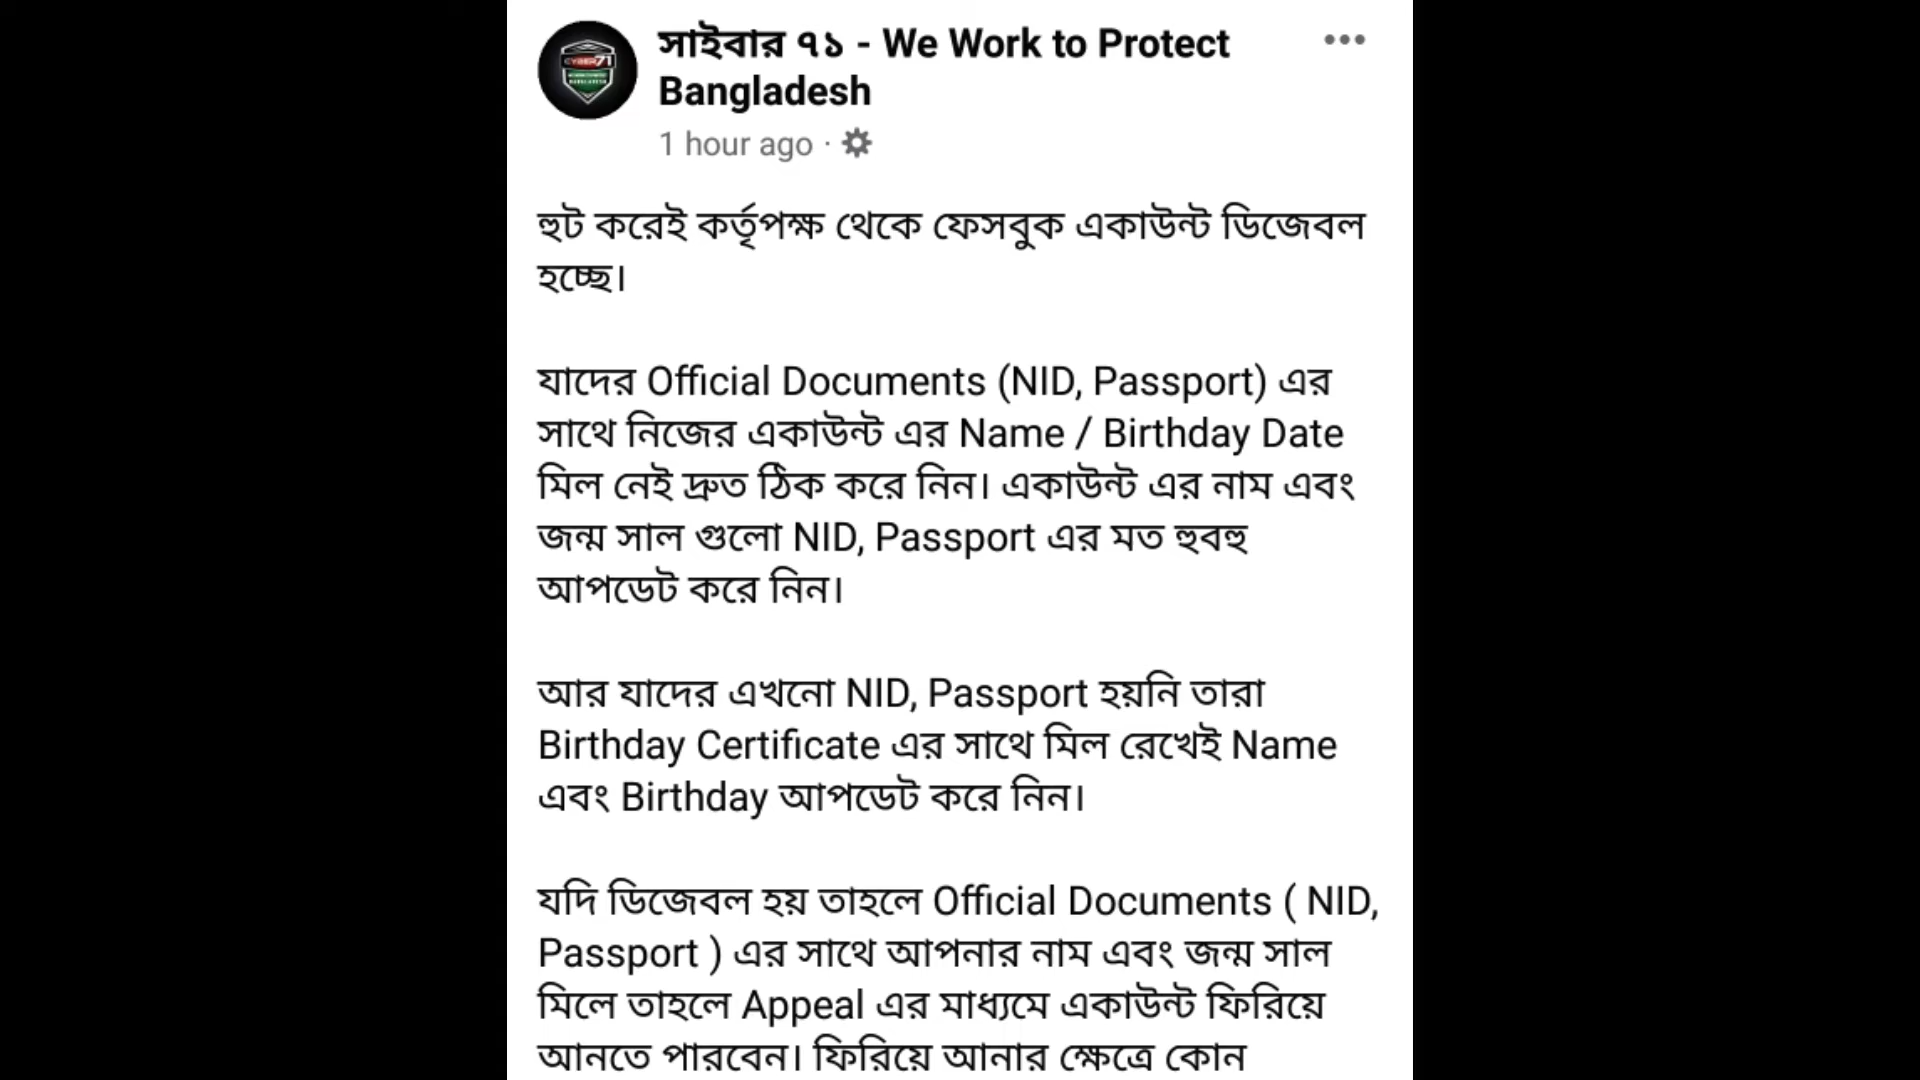 সাইবার ৭১ - We Work to Protect
Bangladesh
1 hour ago ·
CYBER71
BANGLADESH
হুট করেই কর্তৃপক্ষ থেকে ফেসবুক একাউন্ট ডিজেবল
হচ্ছে।
যাদের Official Documents (NID, Passport) এর
সাথে নিজের একাউন্ট এর Name / Birthday Date
মিল নেই দ্রুত ঠিক করে নিন। একাউন্ট এর নাম এবং
জন্ম সাল গুলো NID, Passport এর মত হুবহু
আপডেট করে নিন।
আর যাদের এখনো NID, Passport হয়নি তারা
Birthday Certificate এর সাথে মিল রেখেই Name
এবং Birthday আপডেট করে নিন।
যদি ডিজেবল হয় তাহলে Official Documents ( NID,
Passport ) এর সাথে আপনার নাম এবং জন্ম সাল
মিলে তাহলে Appeal এর মাধ্যমে একাউন্ট ফিরিয়ে
আনতে পারবেন। ফিরিয়ে আনার ক্ষেত্রে কোন